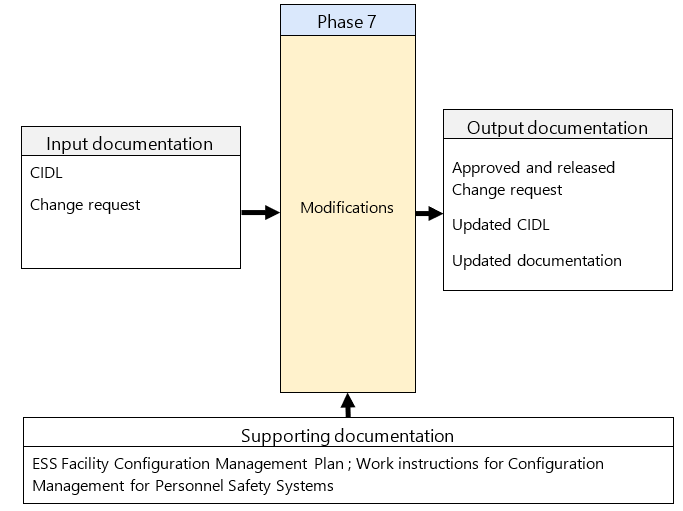 Phase 7
Input documentation
CIDL
Change request
Modifications
Output documentation
Approved and released
Change request
Updated CIDL
Updated documentation
Supporting documentation
ESS Facility Configuration Management Plan ; Work instructions for Configuration
Management for Personnel Safety Systems